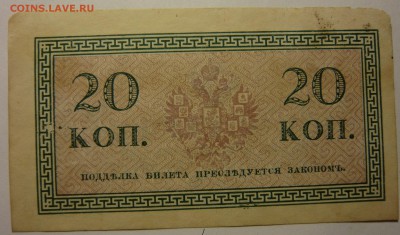 COINS.LAVE.RU
20 20
КОП. КОП.
ПОДДѢЛКА БИЛЕТА ПРЕСЛѢДУЕТСЯ ЗАКОНОМЪ.